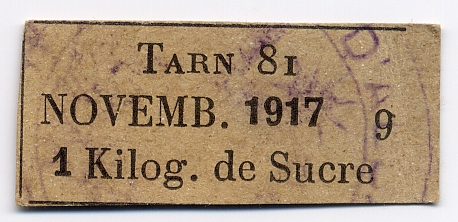 TARN 81
NOVEMB. 1917 9
1 Kilog. de Sucre
D'A